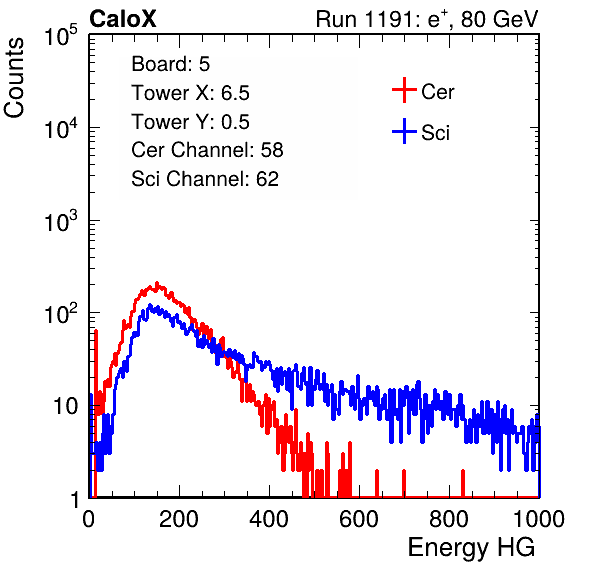 CaloX Run 1191: e⁺, 80 GeV
Counts
Board: 5
Tower X: 6.5
Tower Y: 0.5
Cer Channel: 58
Sci Channel: 62
Cer
Sci
10⁵
10⁴
10³
10²
10
1
0 200 400 600 800 1000
Energy HG